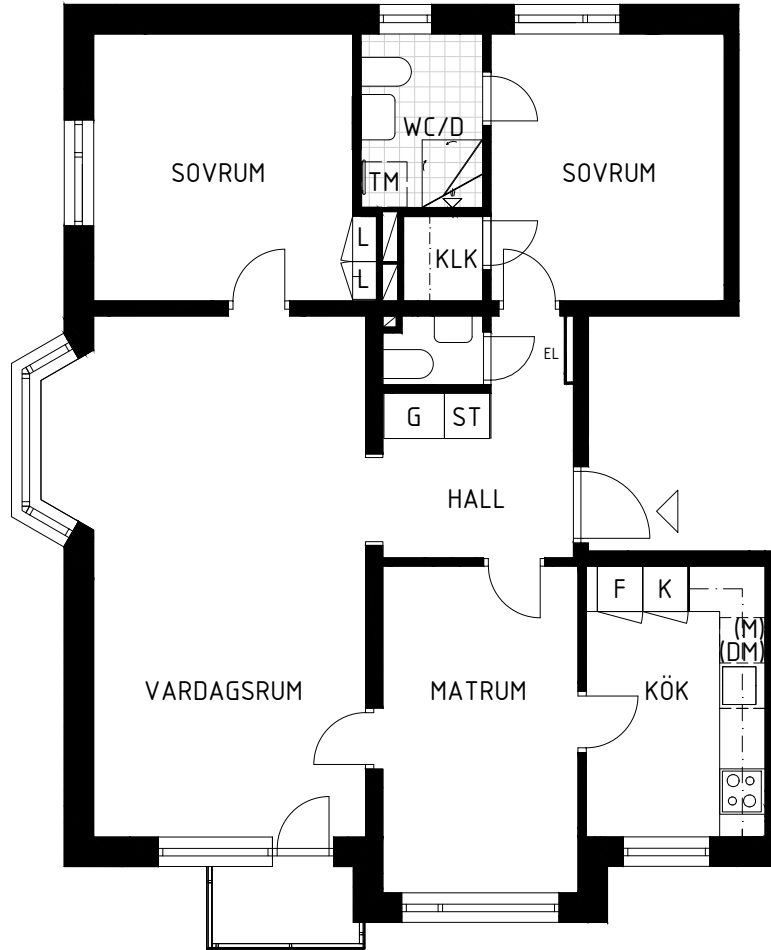 WC/D
SOVRUM
TM
SOVRUM
L
L
KLK
EL
G
ST
HALL
F
K
(M)
(DM)
VARDAGSRUM
MATRUM
KÖK